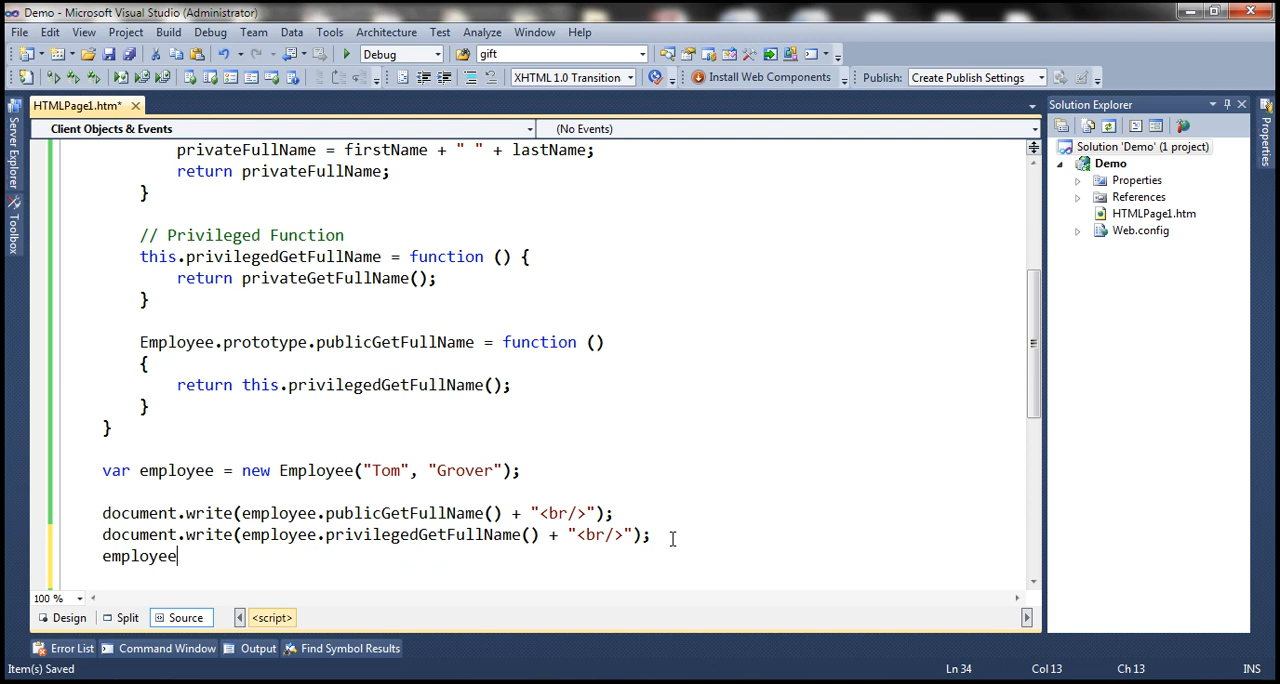 Demo - Microsoft Visual Studio (Administrator)
File Edit View Project Build Debug Team Data Tools Architecture Test Analyze Window Help
Debug gift
XHTML 1.0 Transition Install Web Components Publish: Create Publish Settings
HTMLPage1.htm*
Client Objects & Events (No Events)
privateFullName = firstName + " " + lastName;
return privateFullName;
}
// Privileged Function
this.privilegedGetFullName = function () {
return privateGetFullName();
}
Employee.prototype.publicGetFullName = function ()
{
return this.privilegedGetFullName();
}
}
var employee = new Employee("Tom", "Grover");
document.write(employee.publicGetFullName() + "<br/>");
document.write(employee.privilegedGetFullName() + "<br/>");
employee
100 %
Design Split Source <script>
Error List Command Window Output Find Symbol Results
Item(s) Saved Ln 34 Col 13 Ch 13 INS
Server Explorer
Toolbox
Solution Explorer
Solution 'Demo' (1 project)
Demo
Properties
References
HTMLPage1.htm
Web.config
Properties